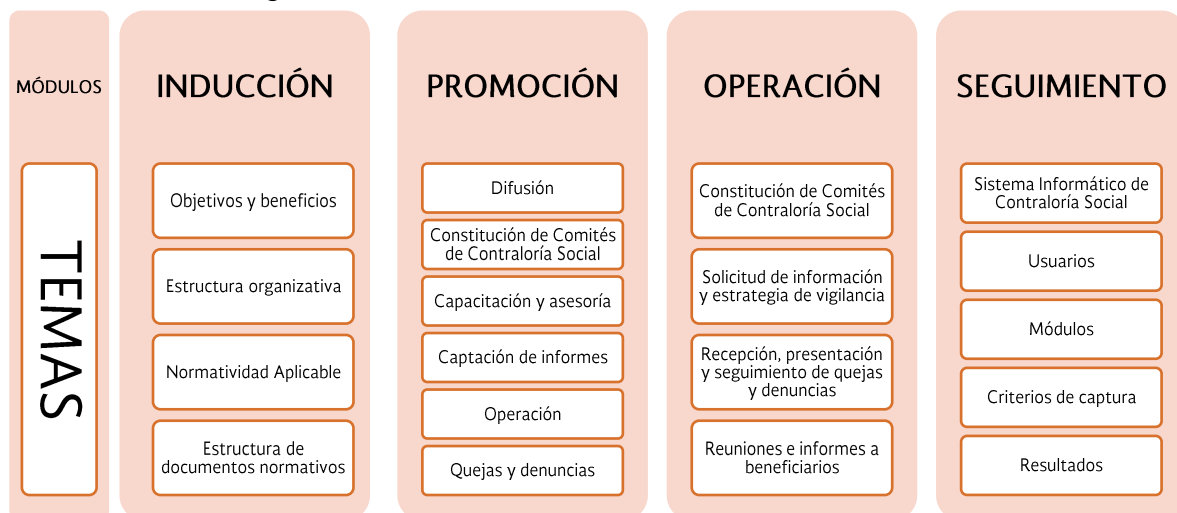 MÓDULOS
INDUCCIÓN
PROMOCIÓN
OPERACIÓN
SEGUIMIENTO
TEMAS
Objetivos y beneficios
Estructura organizativa
Normatividad Aplicable
Estructura de
documentos normativos
Difusión
Constitución de Comités
de Contraloría Social
Capacitación y asesoría
Captación de informes
Operación
Quejas y denuncias
Constitución de Comités
de Contraloría Social
Solicitud de información
y estrategia de vigilancia
Recepción, presentación
y seguimiento de quejas
y denuncias
Reuniones e informes a
beneficiarios
Sistema Informático de
Contraloría Social
Usuarios
Módulos
Criterios de captura
Resultados